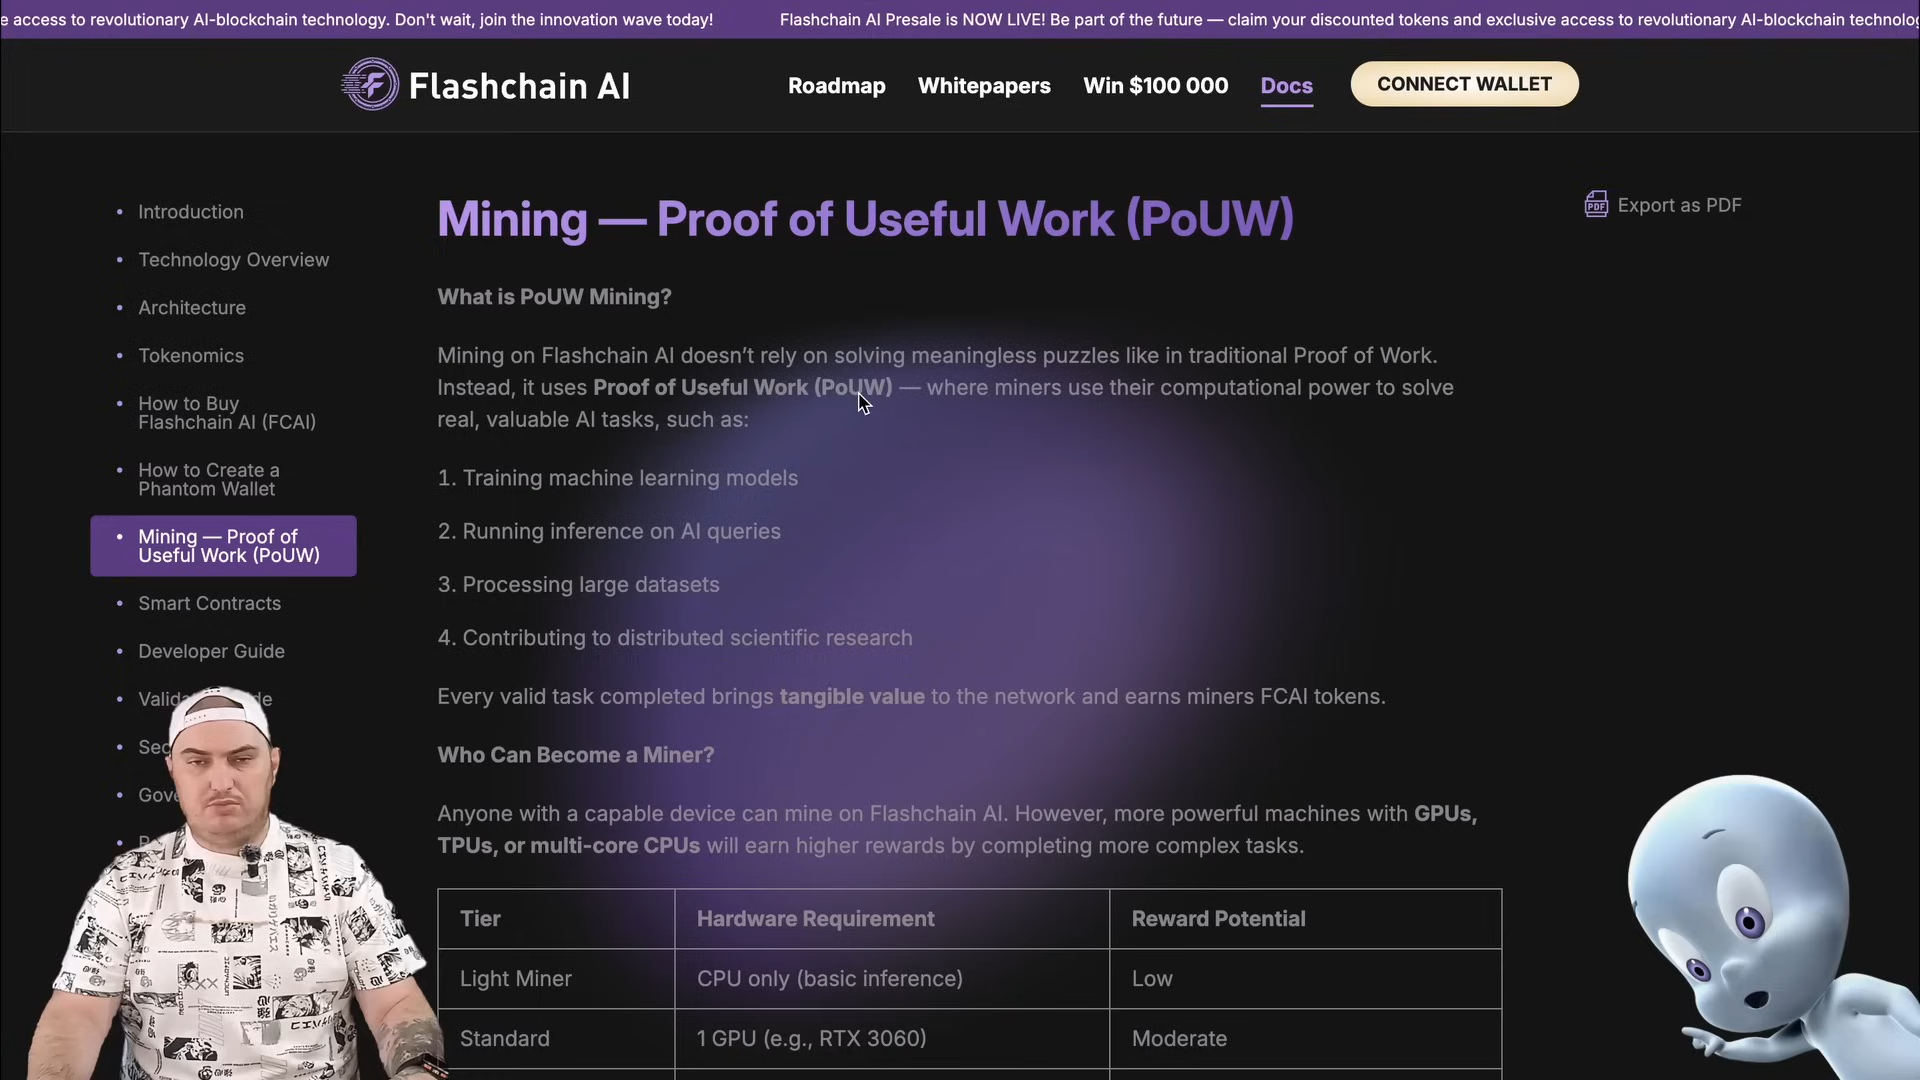 e access to revolutionary AI-blockchain technology. Don't wait, join the innovation wave today!
Flashchain AI Presale is NOW LIVE! Be part of the future — claim your discounted tokens and exclusive access to revolutionary AI-blockchain technolog
Flashchain AI
Roadmap
Whitepapers
Win $100 000
Docs
CONNECT WALLET
Introduction
Technology Overview
Architecture
Tokenomics
How to Buy
Flashchain AI (FCAI)
How to Create a
Phantom Wallet
Mining — Proof of
Useful Work (PoUW)
Smart Contracts
Developer Guide
Mining — Proof of Useful Work (PoUW)
PDF Export as PDF
What is PoUW Mining?
Mining on Flashchain AI doesn’t rely on solving meaningless puzzles like in traditional Proof of Work.
Instead, it uses Proof of Useful Work (PoUW) — where miners use their computational power to solve
real, valuable AI tasks, such as:
1. Training machine learning models
2. Running inference on AI queries
3. Processing large datasets
4. Contributing to distributed scientific research
Every valid task completed brings tangible value to the network and earns miners FCAI tokens.
Who Can Become a Miner?
Anyone with a capable device can mine on Flashchain AI. However, more powerful machines with GPUs,
TPUs, or multi-core CPUs will earn higher rewards by completing more complex tasks.
Tier Hardware Requirement Reward Potential
Light Miner CPU only (basic inference) Low
Standard 1 GPU (e.g., RTX 3060) Moderate